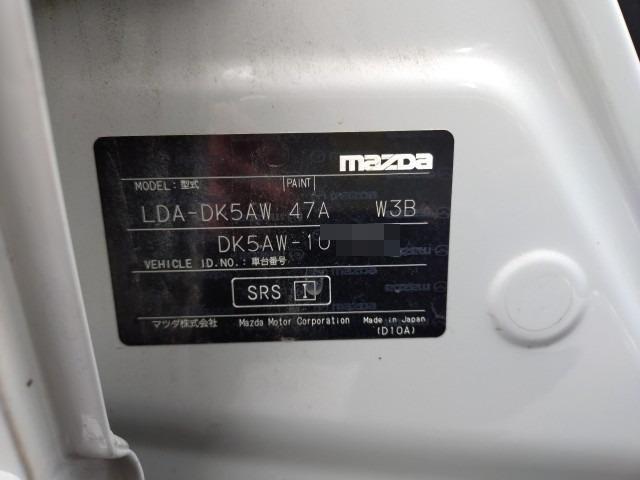 mazda
MODEL: 型式 PAINT
LDA-DK5AW 47A W3B
DK5AW-10
VEHICLE ID.NO.: 車台番号
SRS I
マツダ株式会社 Mazda Motor Corporation Made in Japan
(D10A)